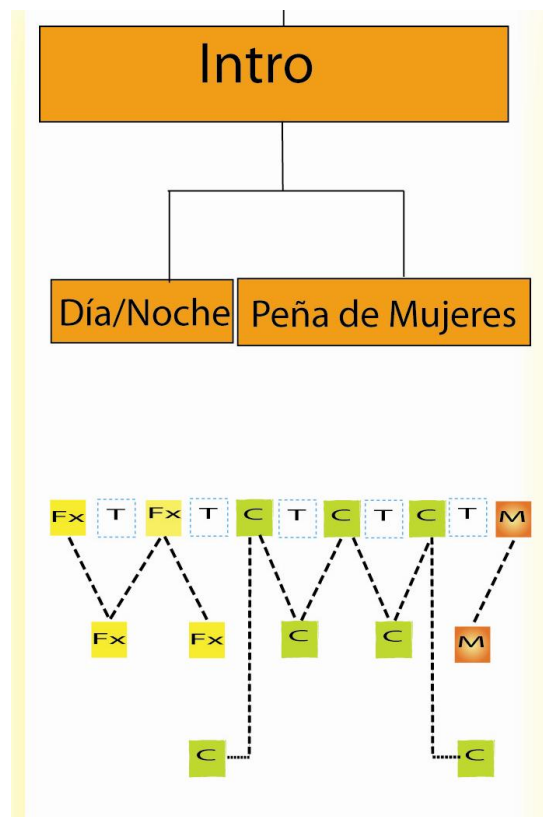 Intro
Día/Noche Peña de Mujeres
Fx T Fx T C T C T C T M
Fx Fx C C M
C C